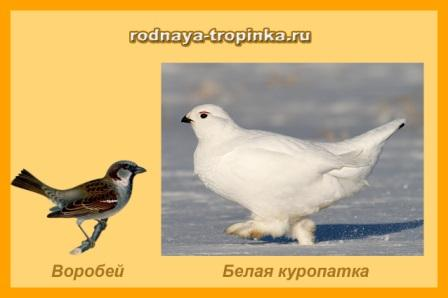 rodnaya-tropinka.ru
Воробей
Белая куропатка